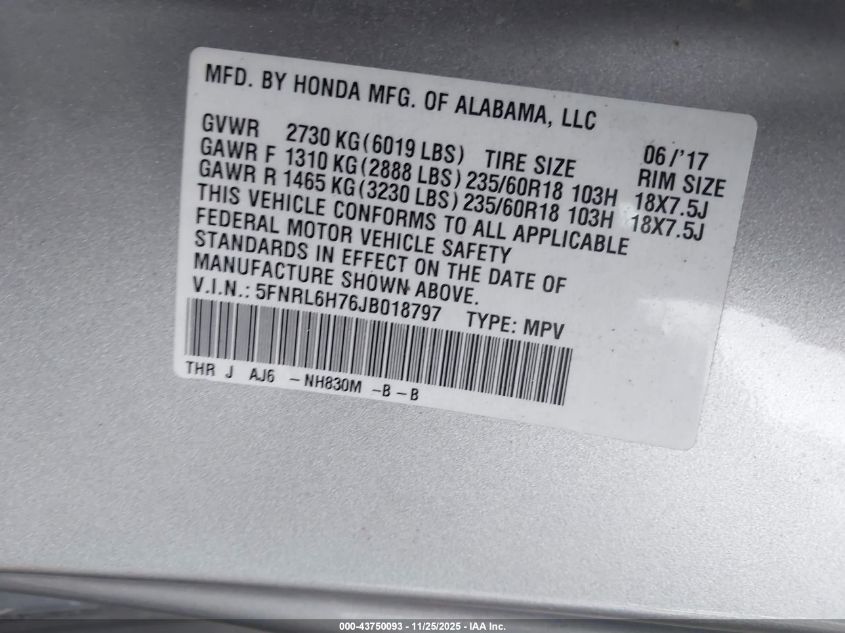 MFD. BY HONDA MFG. OF ALABAMA, LLC
06/'17
GVWR 2730 KG(6019 LBS) TIRE SIZE RIM SIZE
GAWR F 1310 KG(2888 LBS) 235/60R18 103H 18X7.5J
GAWR R 1465 KG(3230 LBS) 235/60R18 103H 18X7.5J
THIS VEHICLE CONFORMS TO ALL APPLICABLE
FEDERAL MOTOR VEHICLE SAFETY
STANDARDS IN EFFECT ON THE DATE OF
MANUFACTURE SHOWN ABOVE.
V.I.N.: 5FNRL6H76JB018797 TYPE: MPV
THR J AJ6 -NH830M -B-B
000-43750093 - 11/25/2025 - IAA Inc.